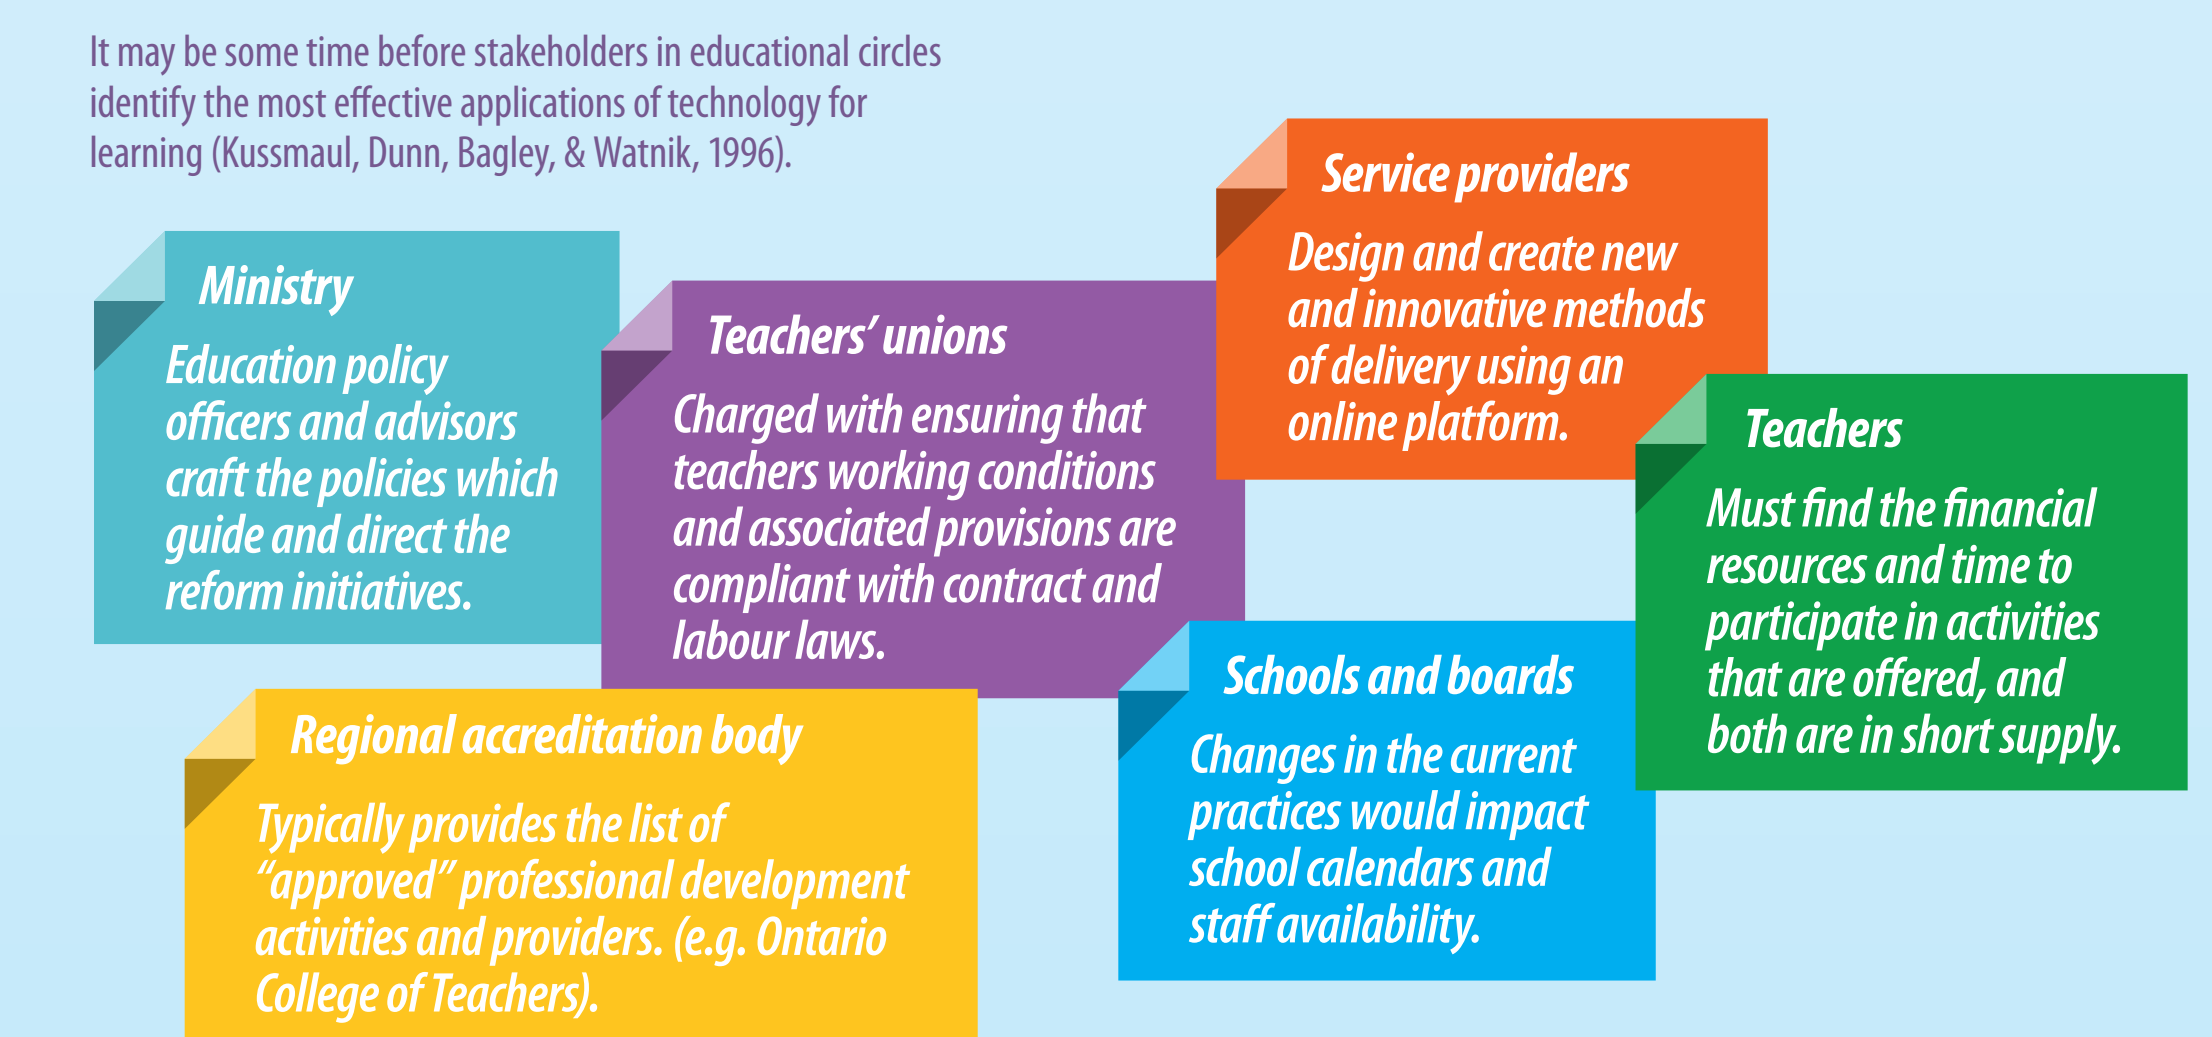 It may be some time before stakeholders in educational circles
identify the most effective applications of technology for
learning (Kussmaul, Dunn, Bagley, & Watnik, 1996).
Ministry
Education policy
officers and advisors
craft the policies which
guide and direct the
reform initiatives.
Teachers’ unions
Charged with ensuring that
teachers working conditions
and associated provisions are
compliant with contract and
labour laws.
Service providers
Design and create new
and innovative methods
of delivery using an
online platform.
Teachers
Must find the financial
resources and time to
participate in activities
that are offered, and
both are in short supply.
Regional accreditation body
Typically provides the list of
“approved” professional development
activities and providers. (e.g. Ontario
College of Teachers).
Schools and boards
Changes in the current
practices would impact
school calendars and
staff availability.